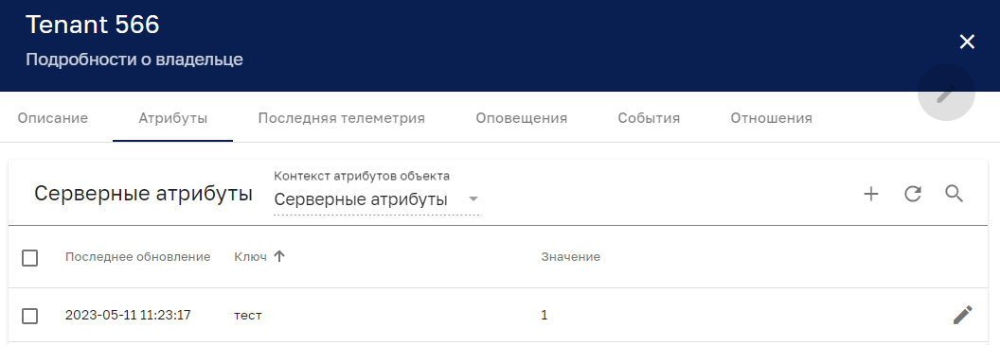 Tenant 566
Подробности о владельце
Описание Атрибуты Последняя телеметрия Оповещения События Отношения
Контекст атрибутов объекта
Серверные атрибуты Серверные атрибуты
Последнее обновление Ключ Значение
2023-05-11 11:23:17 тест 1